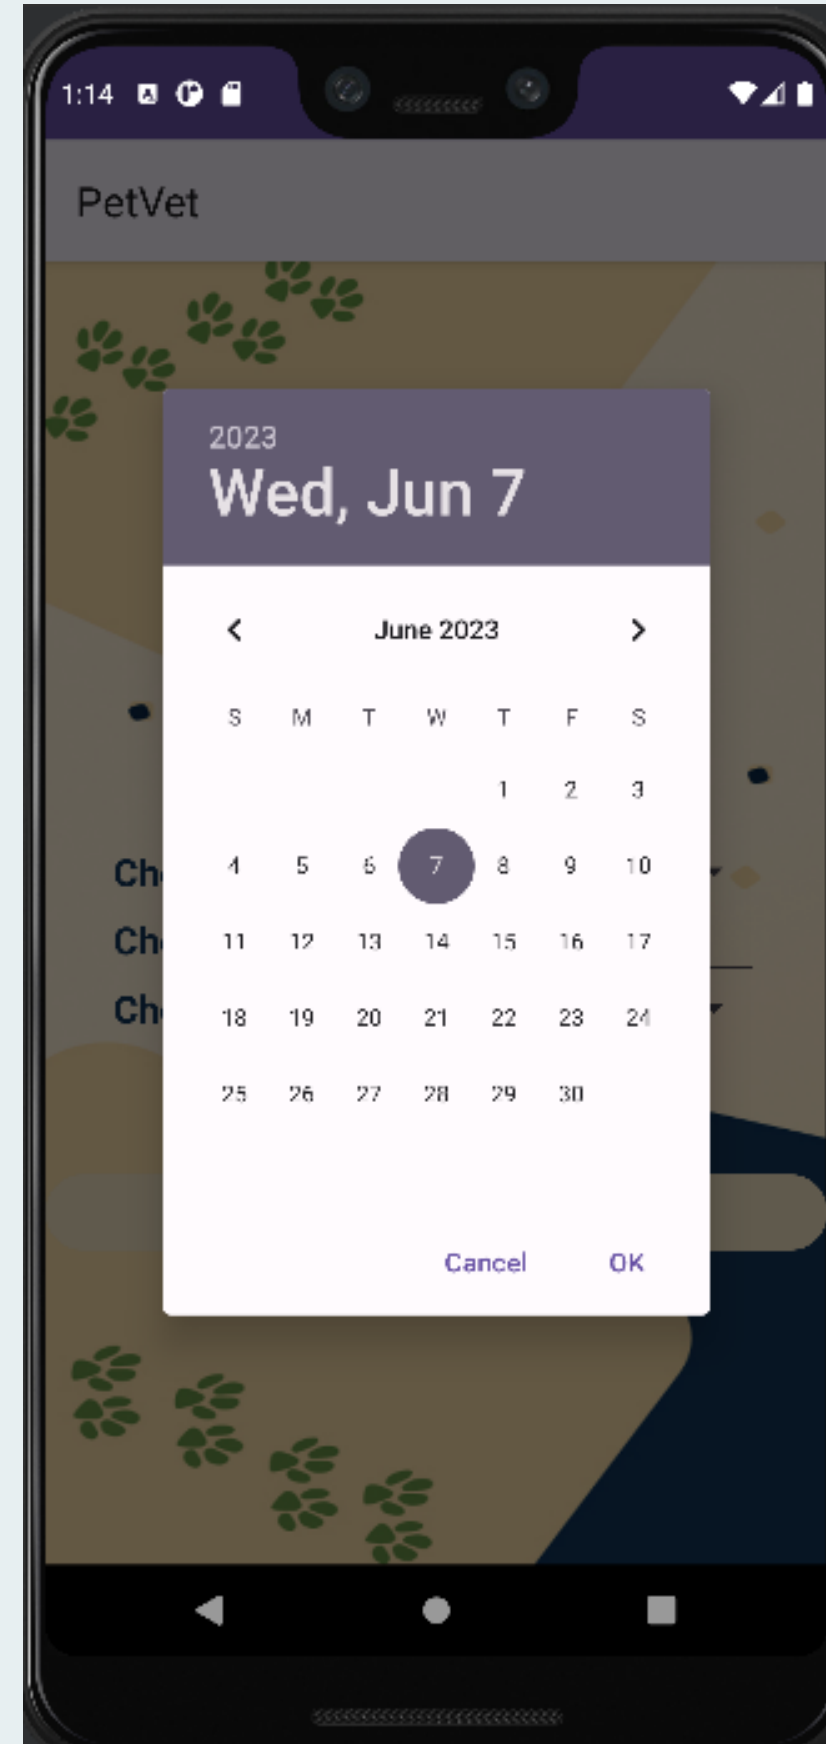 1:14
PetVet
2023
Wed, Jun 7
June 2023
S M T W T F S
1 2 3
4 5 6 7 8 9 10
11 12 13 14 15 16 17
18 19 20 21 22 23 24
25 26 27 28 29 30
Cancel OK